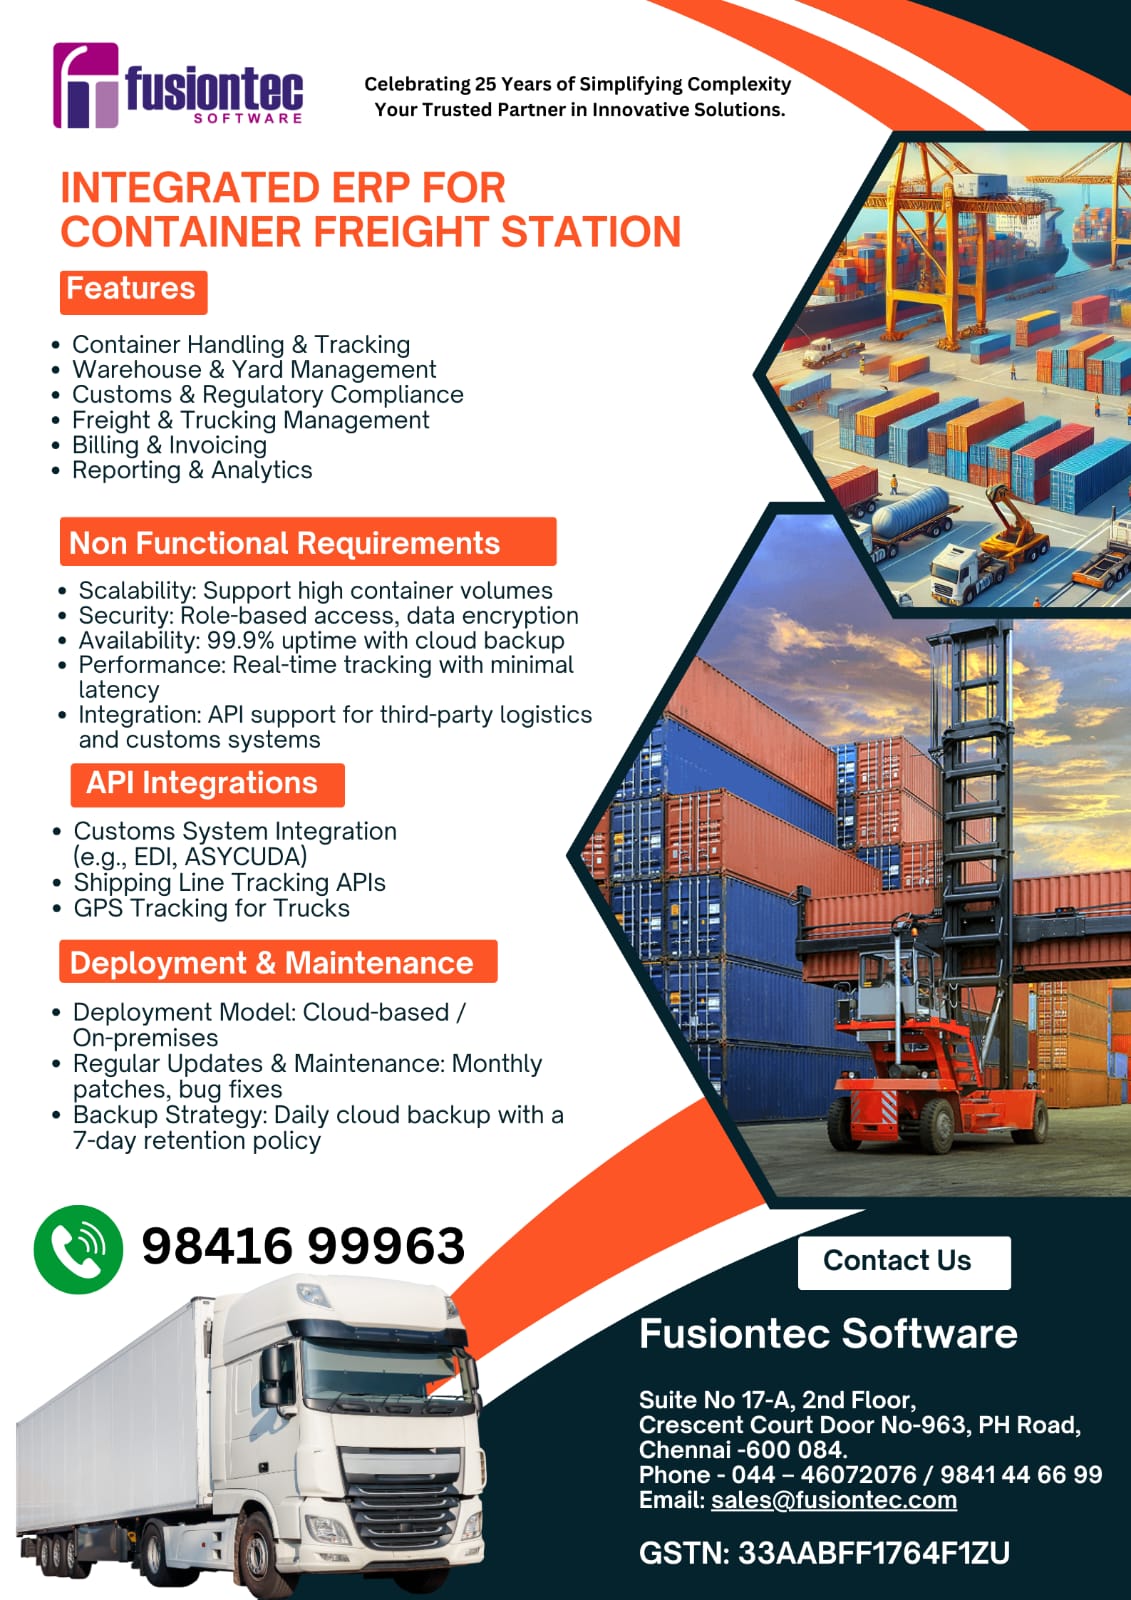 fusiontec
SOFTWARE
Celebrating 25 Years of Simplifying Complexity
Your Trusted Partner in Innovative Solutions.
INTEGRATED ERP FOR
CONTAINER FREIGHT STATION
Features
• Container Handling & Tracking
• Warehouse & Yard Management
• Customs & Regulatory Compliance
• Freight & Trucking Management
• Billing & Invoicing
• Reporting & Analytics
Non Functional Requirements
• Scalability: Support high container volumes
• Security: Role-based access, data encryption
• Availability: 99.9% uptime with cloud backup
• Performance: Real-time tracking with minimal
latency
• Integration: API support for third-party logistics
and customs systems
API Integrations
• Customs System Integration
(e.g., EDI, ASYCUDA)
• Shipping Line Tracking APIs
• GPS Tracking for Trucks
Deployment & Maintenance
• Deployment Model: Cloud-based /
On-premises
• Regular Updates & Maintenance: Monthly
patches, bug fixes
• Backup Strategy: Daily cloud backup with a
7-day retention policy
98416 99963
Contact Us
Fusiontec Software
Suite No 17-A, 2nd Floor,
Crescent Court Door No-963, PH Road,
Chennai -600 084.
Phone - 044 – 46072076 / 9841 44 66 99
Email: sales@fusiontec.com
GSTN: 33AABFF1764F1ZU